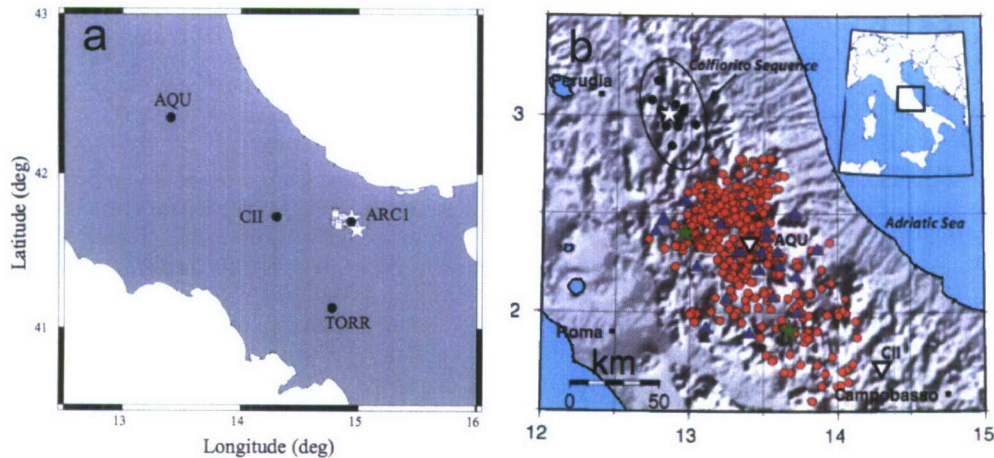 a
43
42
41
Latitude (deg)
AQU
CII
ARC1
TORR
13
14
15
16
Longitude (deg)
b
Colfiorito Sequence
Perugia
3
AQU
Adriatic Sea
2
Roma
km
0
50
CII
Campobasso
12
13
14
15